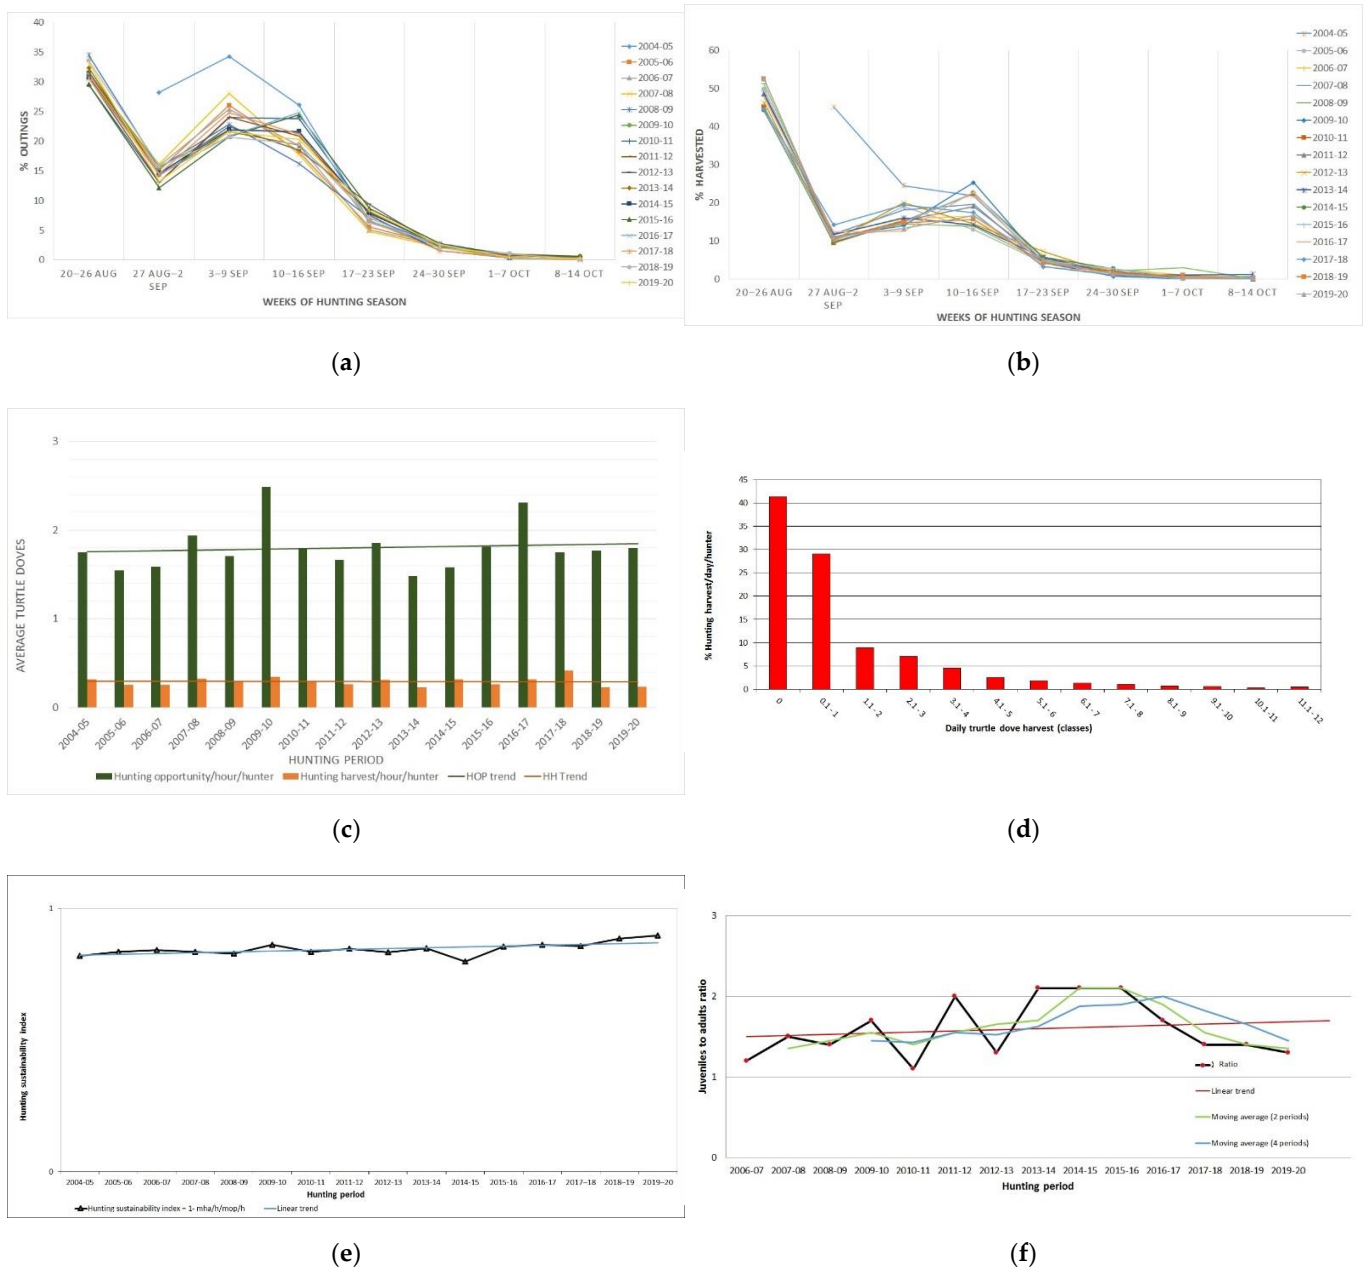 40
35
30
25
20
15
10
5
0
% OUTINGS
20–26 AUG 27 AUG–2 SEP 3–9 SEP 10–16 SEP 17–23 SEP 24–30 SEP 1–7 OCT 8–14 OCT
WEEKS OF HUNTING SEASON
2004-05
2005-06
2006-07
2007-08
2008-09
2009-10
2010-11
2011-12
2012-13
2013-14
2014-15
2015-16
2016-17
2017-18
2018-19
2019-20
(a)
60
50
40
30
20
10
0
% HARVESTED
20–26 AUG 27 AUG–2 SEP 3–9 SEP 10–16 SEP 17–23 SEP 24–30 SEP 1–7 OCT 8–14 OCT
WEEKS OF HUNTING SEASON
2004-05
2005-06
2006-07
2007-08
2008-09
2009-10
2010-11
2011-12
2012-13
2013-14
2014-15
2015-16
2016-17
2017-18
2018-19
2019-20
(b)
3
2
1
0
AVERAGE TURTLE DOVES
2004-05 2005-06 2006-07 2007-08 2008-09 2009-10 2010-11 2011-12 2012-13 2013-14 2014-15 2015-16 2016-17 2017-18 2018-19 2019-20
HUNTING PERIOD
Hunting opportunity/hour/hunter Hunting harvest/hour/hunter HOP trend HH Trend
(c)
45
40
35
30
25
20
15
10
5
0
% Hunting harvest/day/hunter
0 0.1 - 1 1.1 - 2 2.1 - 3 3.1 - 4 4.1 - 5 5.1 - 6 6.1 - 7 7.1 - 8 8.1 - 9 9.1 - 10 10.1 - 11 11.1 - 12
Daily trurtle dove harvest (classes)
(d)
1
0
Hunting sustainability index
2004-05 2005-06 2006-07 2007-08 2008-09 2009-10 2010-11 2011-12 2012-13 2013-14 2014-15 2015-16 2016-17 2017–18 2018–19 2019–20
Hunting period
Hunting sustainability index = 1- mha/h/mop/h Linear trend
(e)
3
2
1
0
Juveniles to adults ratio
2006-07 2007-08 2008-09 2009-10 2010-11 2011-12 2012-13 2013-14 2014-15 2015-16 2016-17 2017-18 2018-19 2019-20
Hunting period
Ratio
Linear trend
Moving average (2 periods)
Moving average (4 periods)
(f)